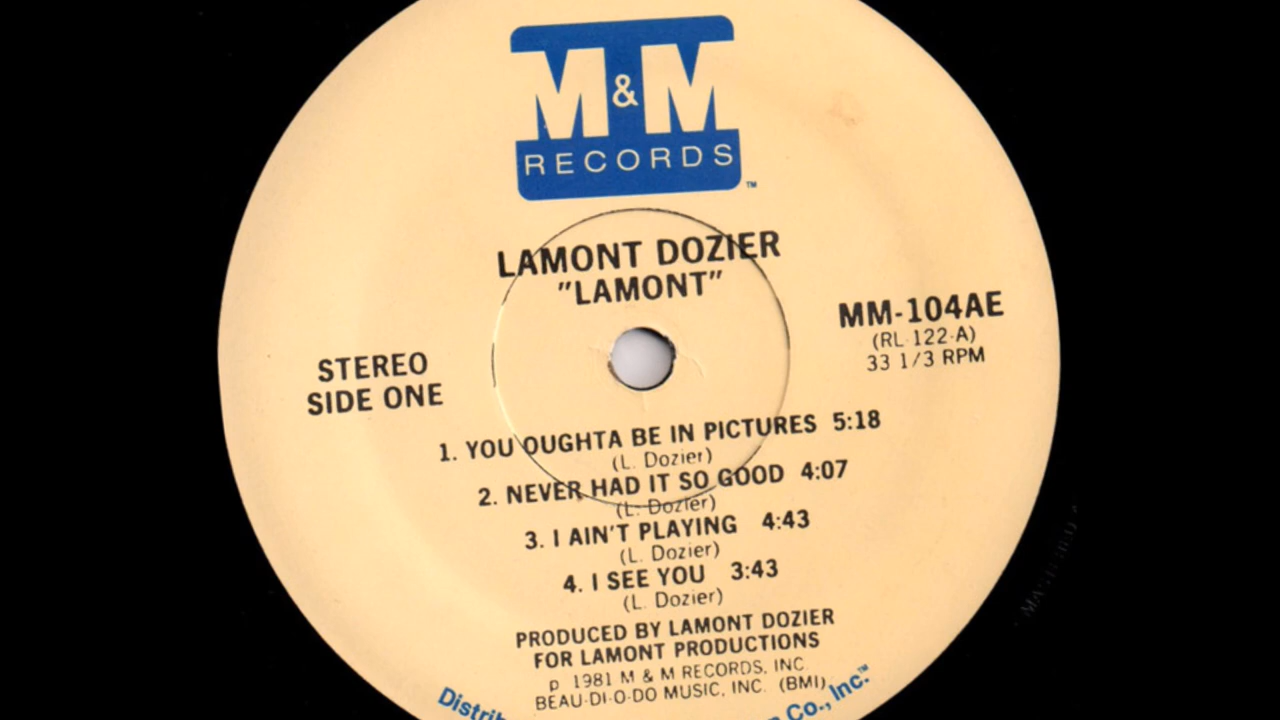 M&M
RECORDS™
LAMONT DOZIER
"LAMONT"
MM-104AE
(RL-122-A)
33 1/3 RPM
STEREO
SIDE ONE
1. YOU OUGHTA BE IN PICTURES 5:18
(L. Dozier)
2. NEVER HAD IT SO GOOD 4:07
(L. Dozier)
3. I AIN'T PLAYING 4:43
(L. Dozier)
4. I SEE YOU 3:43
(L. Dozier)
PRODUCED BY LAMONT DOZIER
FOR LAMONT PRODUCTIONS
p 1981 M & M RECORDS, INC.
BEAU-DI-O-DO MUSIC, INC. (BMI)
Co., Inc.™